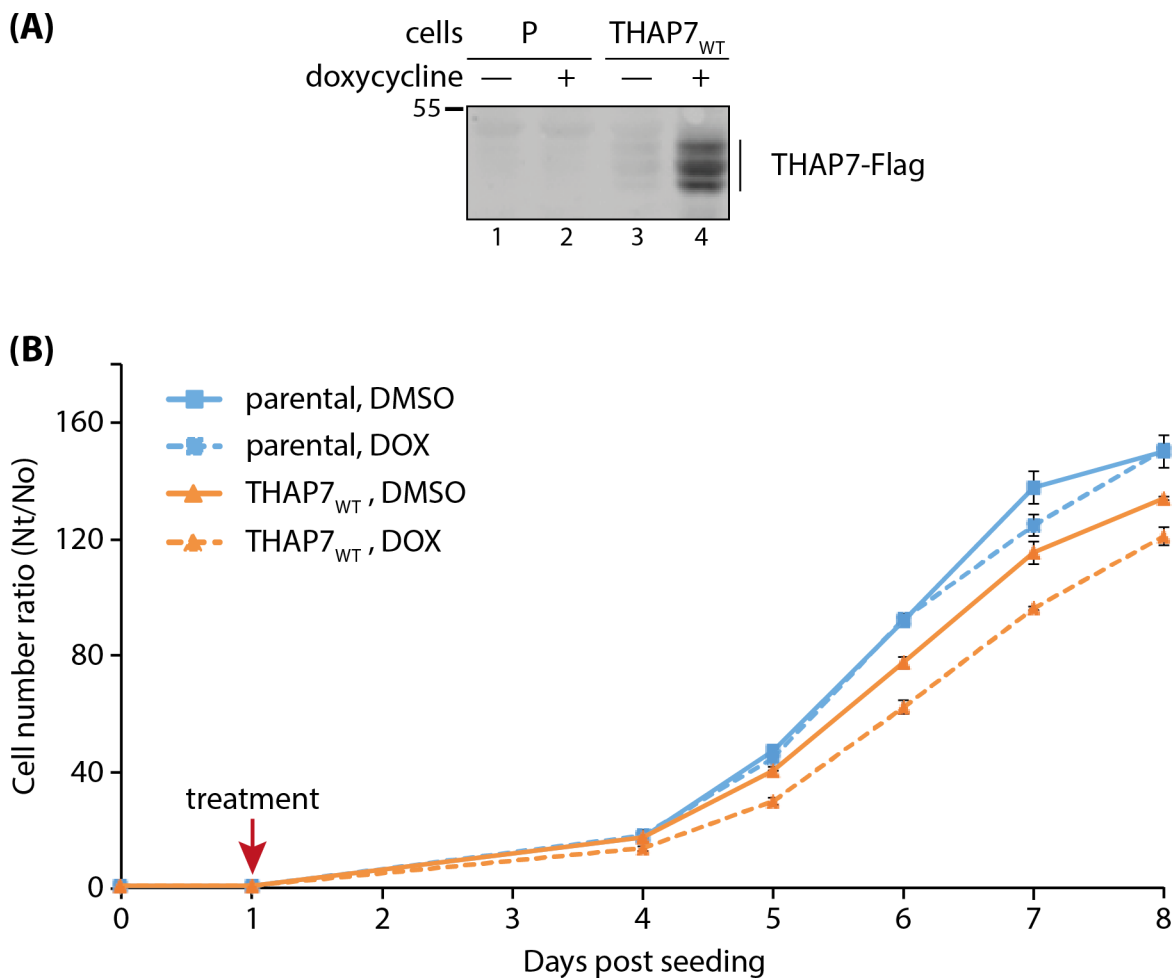 (A)
cells P THAP7WT
doxycycline — + — +
55
THAP7-Flag
1 2 3 4
(B)
parental, DMSO
parental, DOX
THAP7WT , DMSO
THAP7WT , DOX
160
120
80
40
0
Cell number ratio (Nt/No)
treatment
0 1 2 3 4 5 6 7 8
Days post seeding